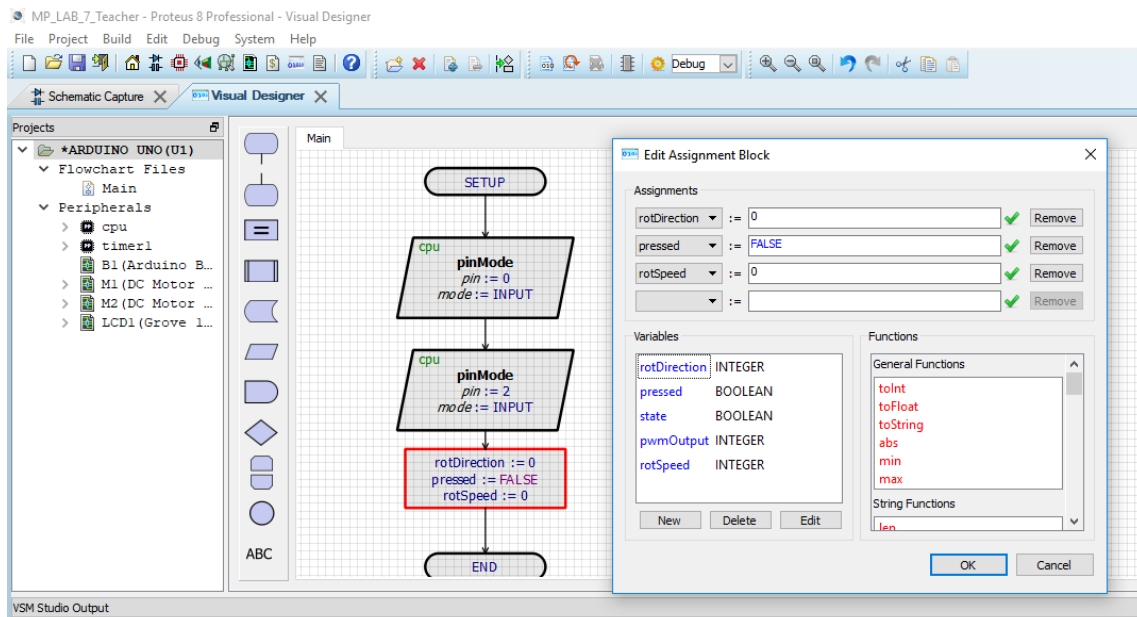 MP_LAB_7_Teacher - Proteus 8 Professional - Visual Designer
File Project Build Edit Debug System Help
Debug
Schematic Capture
Visual Designer
Projects
*ARDUINO UNO(U1)
Flowchart Files
Main
Peripherals
cpu
timer1
B1(Arduino B...
M1(DC Motor ...
M2(DC Motor ...
LCD1(Grove l...
ABC
Main
SETUP
cpu
pinMode
pin := 0
mode := INPUT
cpu
pinMode
pin := 2
mode := INPUT
rotDirection := 0
pressed := FALSE
rotSpeed := 0
END
Edit Assignment Block
Assignments
rotDirection := 0 Remove
pressed := FALSE Remove
rotSpeed := 0 Remove
:= Remove
Variables
rotDirection INTEGER
pressed BOOLEAN
state BOOLEAN
pwmOutput INTEGER
rotSpeed INTEGER
New Delete Edit
Functions
General Functions
toInt
toFloat
toString
abs
min
max
String Functions
len
OK Cancel
VSM Studio Output